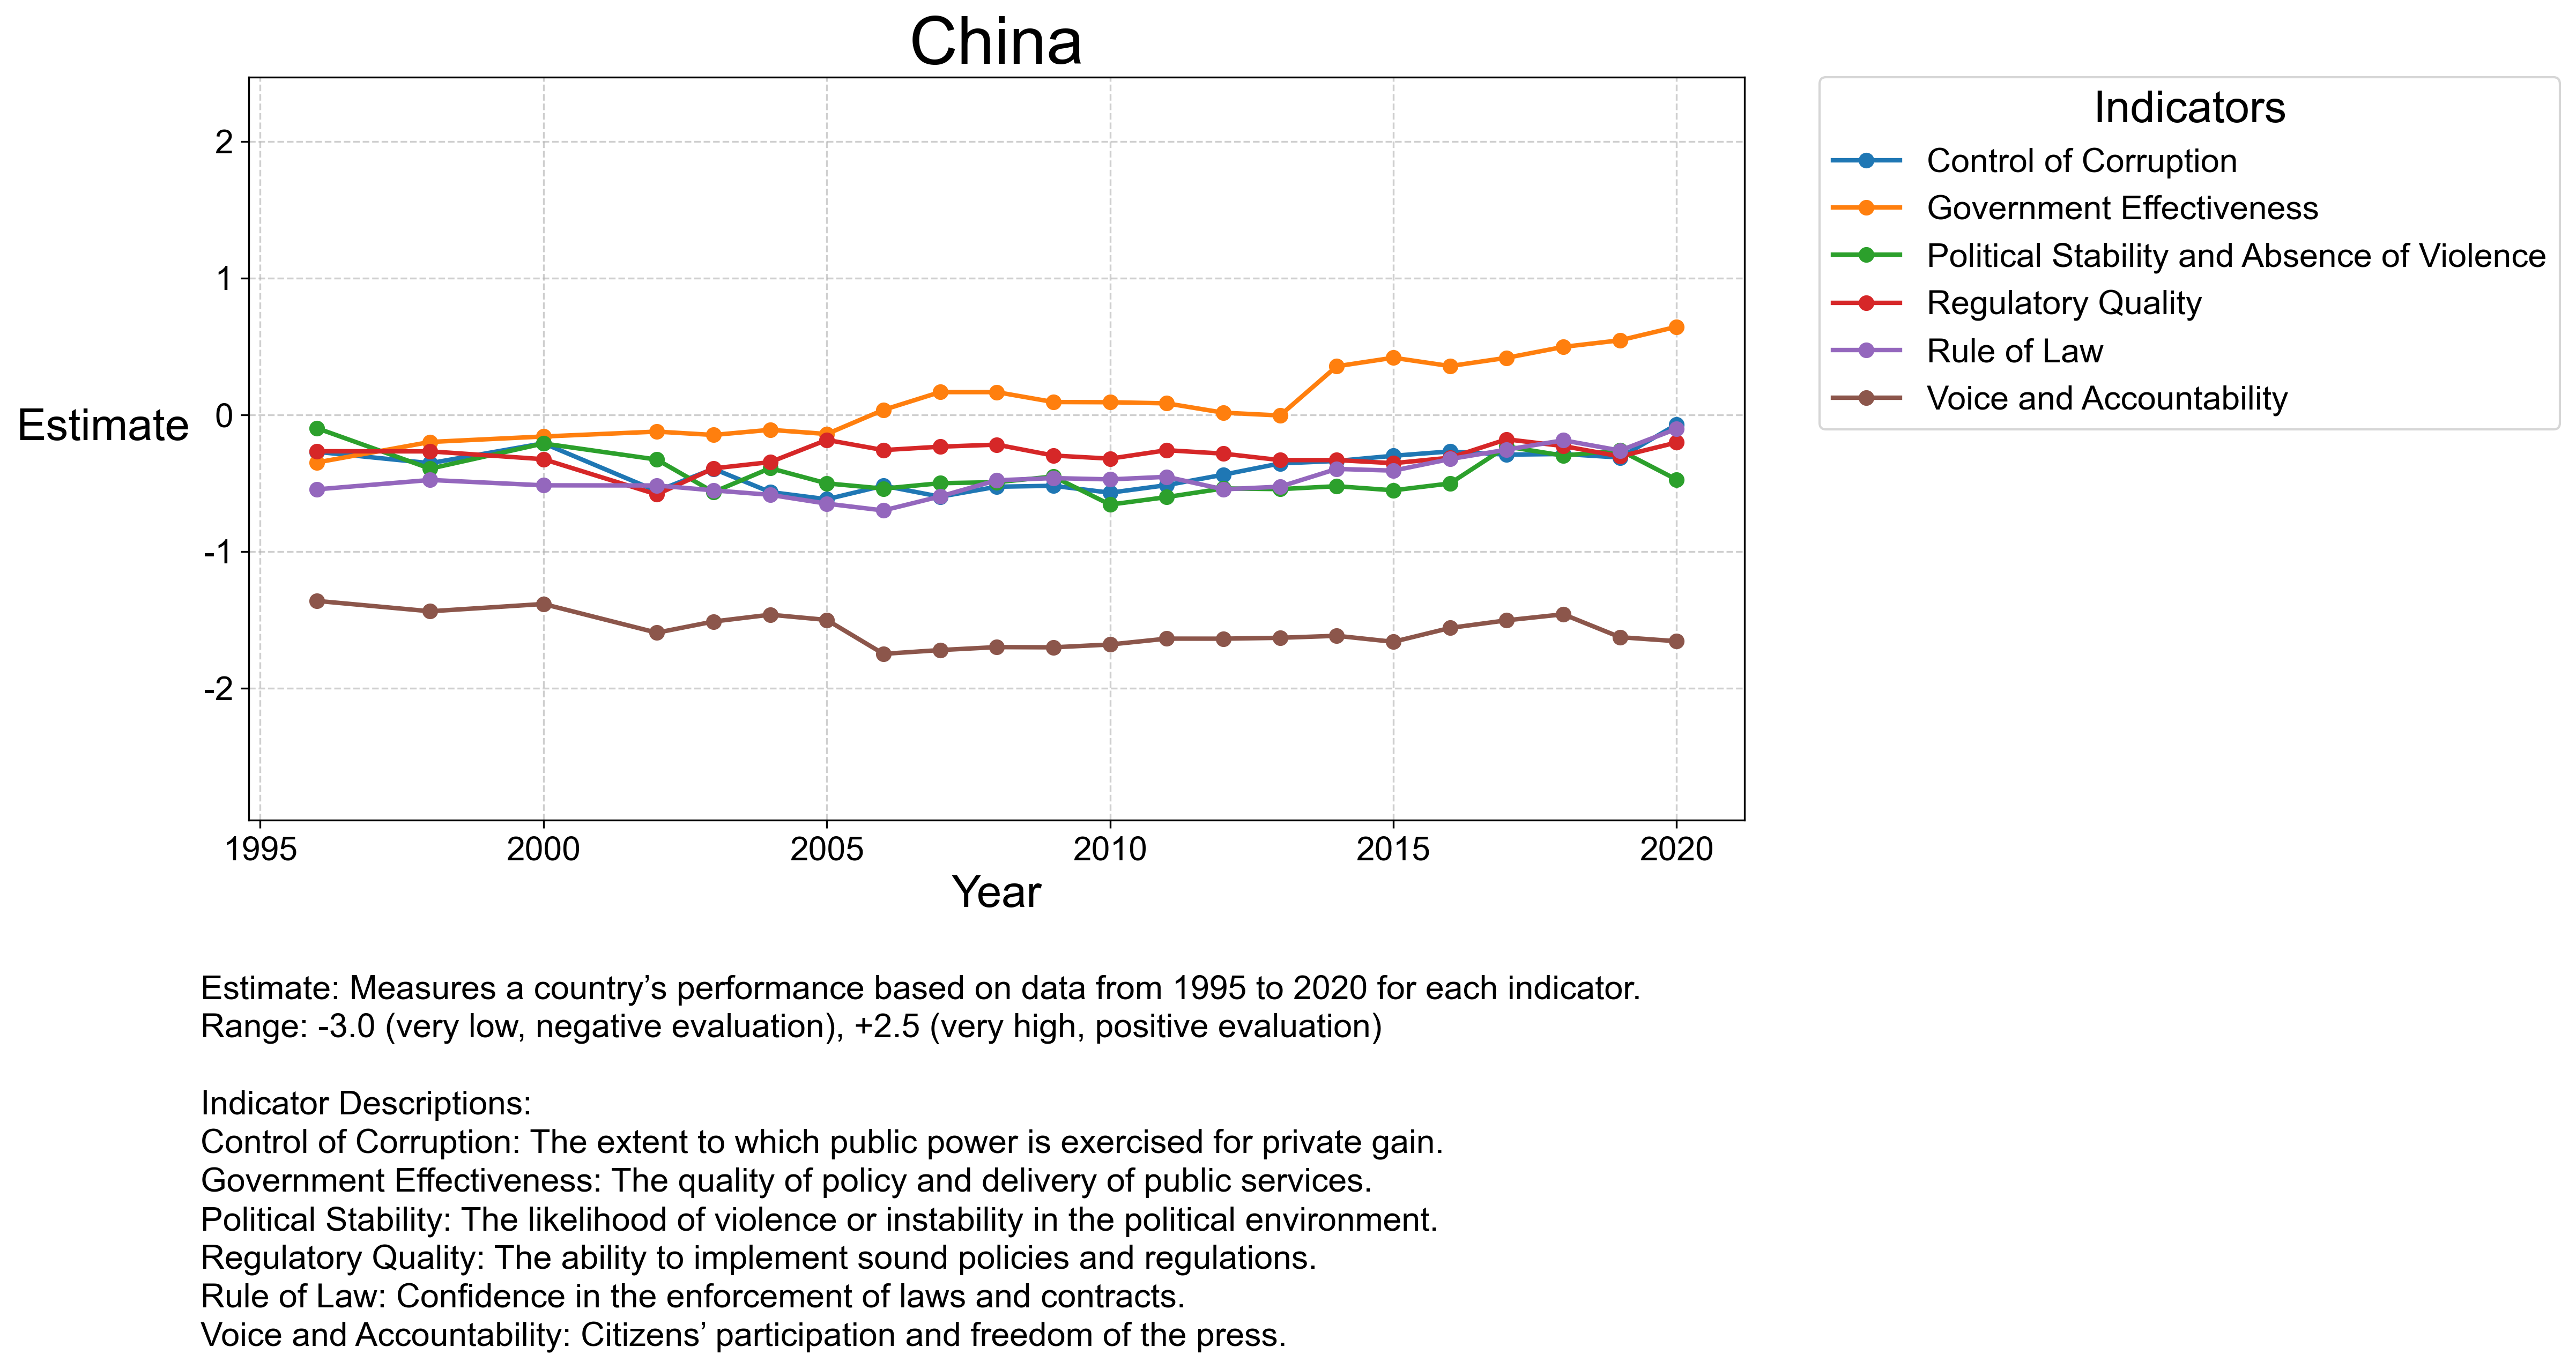 China
Estimate
2
1
0
-1
-2
1995
2000
2005
2010
2015
2020
Year
Indicators
Control of Corruption
Government Effectiveness
Political Stability and Absence of Violence
Regulatory Quality
Rule of Law
Voice and Accountability
Estimate: Measures a country’s performance based on data from 1995 to 2020 for each indicator.
Range: -3.0 (very low, negative evaluation), +2.5 (very high, positive evaluation)
Indicator Descriptions:
Control of Corruption: The extent to which public power is exercised for private gain.
Government Effectiveness: The quality of policy and delivery of public services.
Political Stability: The likelihood of violence or instability in the political environment.
Regulatory Quality: The ability to implement sound policies and regulations.
Rule of Law: Confidence in the enforcement of laws and contracts.
Voice and Accountability: Citizens’ participation and freedom of the press.